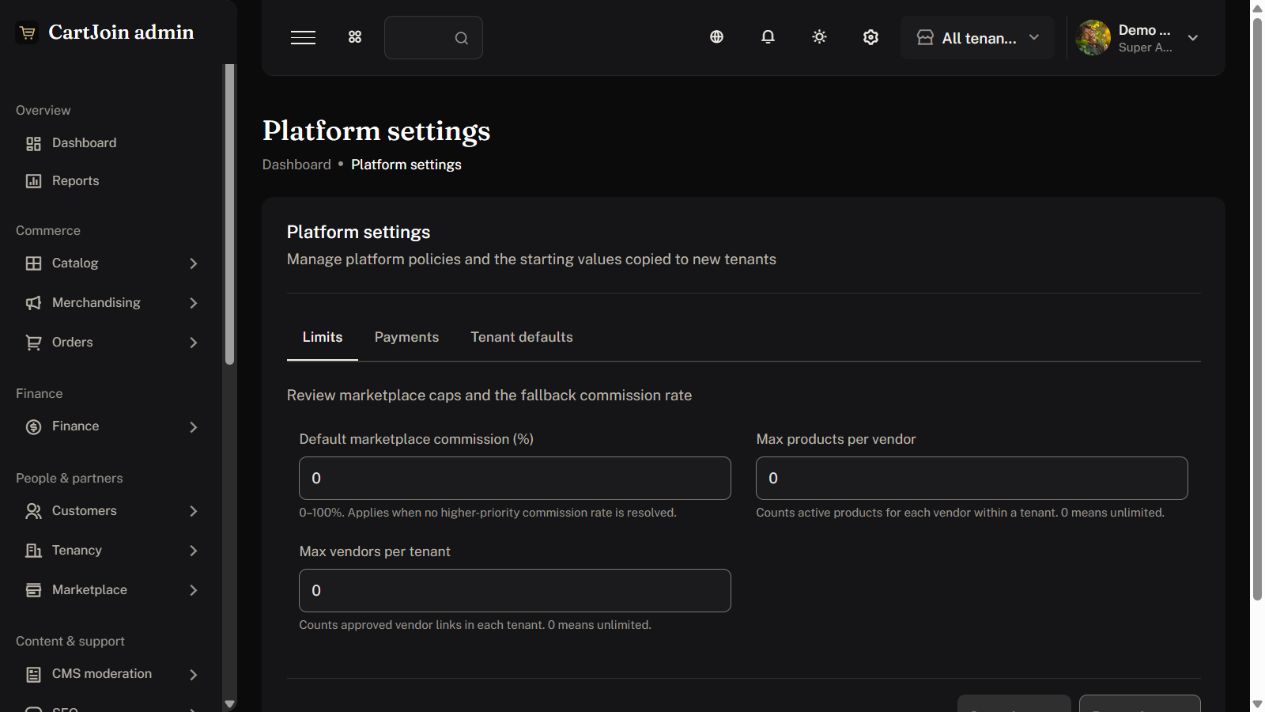 CartJoin admin
All tenan...
Demo ...
Super A...
Overview
Dashboard
Reports
Commerce
Catalog
Merchandising
Orders
Finance
Finance
People & partners
Customers
Tenancy
Marketplace
Content & support
CMS moderation
SEO
Platform settings
Dashboard • Platform settings
Platform settings
Manage platform policies and the starting values copied to new tenants
Limits Payments Tenant defaults
Review marketplace caps and the fallback commission rate
Default marketplace commission (%)
0
0–100%. Applies when no higher-priority commission rate is resolved.
Max products per vendor
0
Counts active products for each vendor within a tenant. 0 means unlimited.
Max vendors per tenant
0
Counts approved vendor links in each tenant. 0 means unlimited.